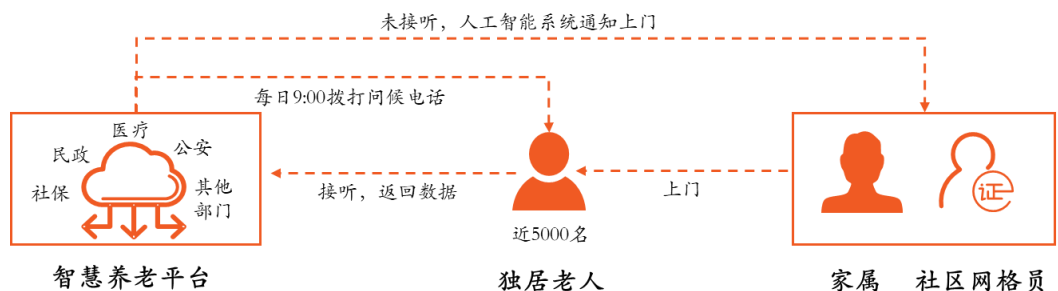 未接听，人工智能系统通知上门
每日9:00拨打问候电话
医疗
民政
公安
社保
其他
部门
接听，返回数据
上门
证
近5000名
智慧养老平台
独居老人
家属
社区网格员